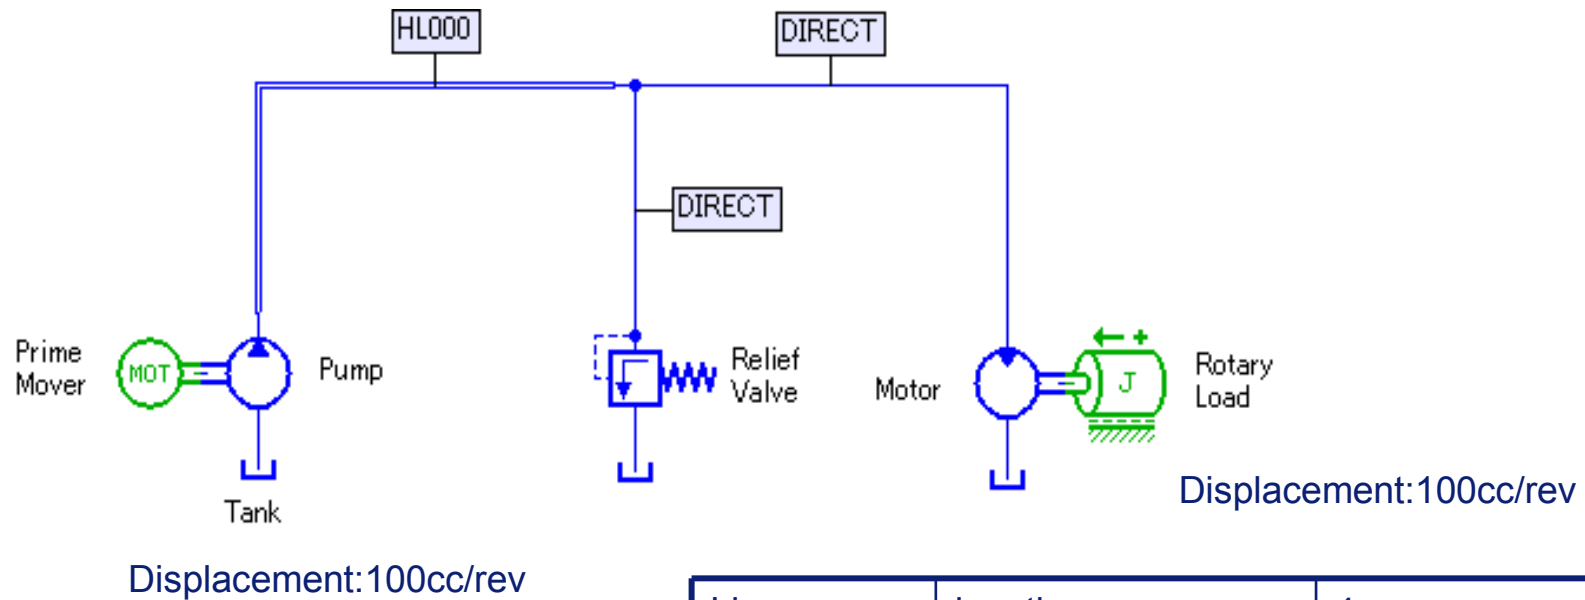 HL000
DIRECT
DIRECT
Prime
Mover
MOT
Pump
Relief
Valve
Motor
J
Rotary
Load
Tank
Displacement:100cc/rev
Displacement:100cc/rev